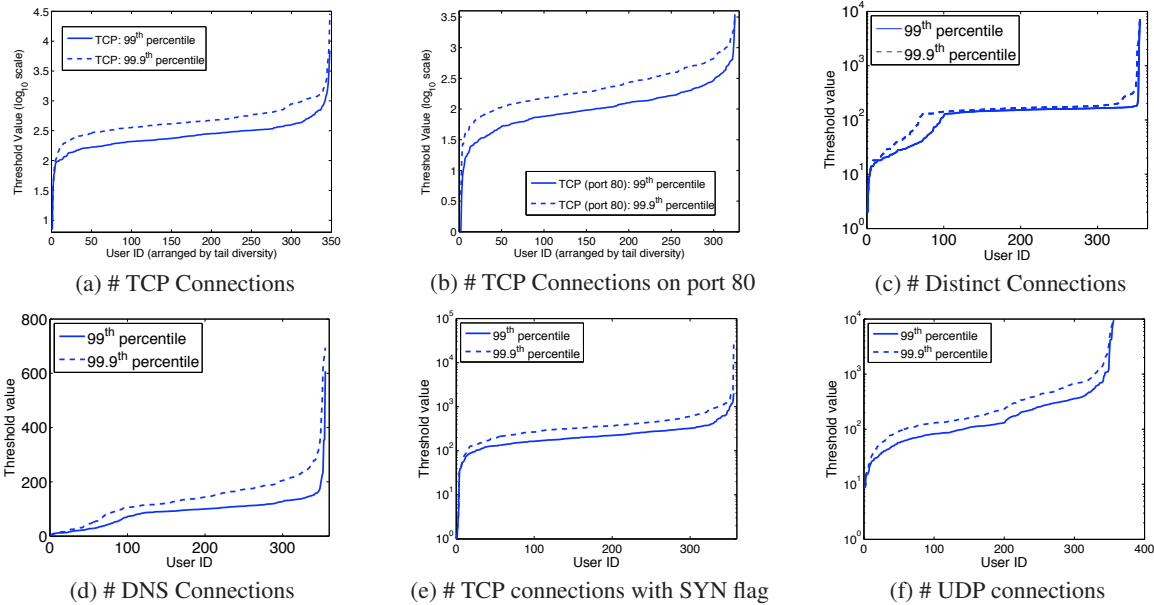 4.5
4
3.5
3
2.5
2
1.5
1
Threshold Value (log10 scale)
TCP: 99th percentile
TCP: 99.9th percentile
0 50 100 150 200 250 300 350
User ID (arranged by tail diversity)
(a) # TCP Connections
3.5
3.0
2.5
2.0
1.5
1.0
0.5
0
Threshold Value (log10 scale)
TCP (port 80): 99th percentile
TCP (port 80): 99.9th percentile
0 50 100 150 200 250 300
User ID (arranged by tail diversity)
(b) # TCP Connections on port 80
10^4
10^3
10^2
10^1
10^0
Threshold value
99th percentile
99.9th percentile
0 100 200 300
User ID
(c) # Distinct Connections
800
600
400
200
0
Threshold value
99th percentile
99.9th percentile
0 100 200 300
User ID
(d) # DNS Connections
10^5
10^4
10^3
10^2
10^1
10^0
Threshold value
99th percentile
99.9th percentile
0 100 200 300
User ID
(e) # TCP connections with SYN flag
10^4
10^3
10^2
10^1
10^0
Threshold value
99th percentile
99.9th percentile
0 100 200 300 400
User ID
(f) # UDP connections